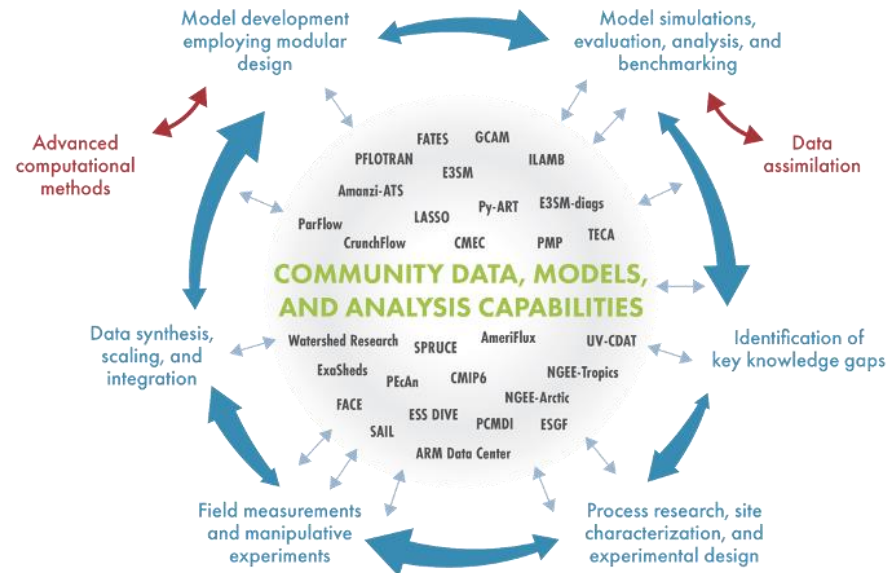 Model development
employing modular
design
Model simulations,
evaluation, analysis, and
benchmarking
Advanced
computational
methods
Data
assimilation
FATES
GCAM
PFLOTRAN
ILAMB
E3SM
Amanzi-ATS
Py-ART
E3SM-diags
LASSO
ParFlow
TECA
CrunchFlow
CMEC
PMP
COMMUNITY DATA, MODELS,
AND ANALYSIS CAPABILITIES
Data synthesis,
scaling, and
integration
Identification of
key knowledge gaps
Watershed Research
SPRUCE
AmeriFlux
UV-CDAT
ExaSheds
PEcAn
CMIP6
NGEE-Tropics
NGEE-Arctic
FACE
ESS DIVE
PCMDI
ESGF
SAIL
ARM Data Center
Field measurements
and manipulative
experiments
Process research, site
characterization, and
experimental design